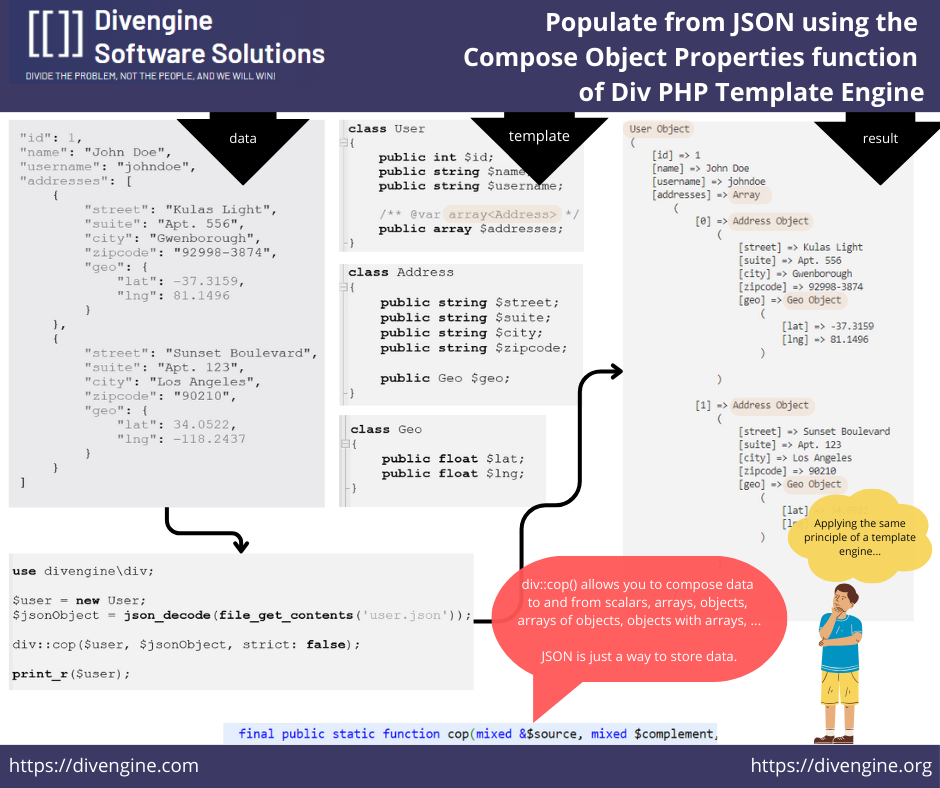 Divengine
Software Solutions
DIVIDE THE PROBLEM, NOT THE PEOPLE, AND WE WILL WIN!
Populate from JSON using the
Compose Object Properties function
of Div PHP Template Engine
data
"id": 1,
"name": "John Doe",
"username": "johndoe",
"addresses": [
{
"street": "Kulas Light",
"suite": "Apt. 556",
"city": "Gwenborough",
"zipcode": "92998-3874",
"geo": {
"lat": -37.3159,
"lng": 81.1496
}
},
{
"street": "Sunset Boulevard",
"suite": "Apt. 123",
"city": "Los Angeles",
"zipcode": "90210",
"geo": {
"lat": 34.0522,
"lng": -118.2437
}
}
]
template
class User
{
public int $id;
public string $name
public string $username;
/** @var array<Address> */
public array $addresses;
}
class Address
{
public string $street;
public string $suite;
public string $city;
public string $zipcode;
public Geo $geo;
}
class Geo
{
public float $lat;
public float $lng;
}
result
User Object
(
[id] => 1
[name] => John Doe
[username] => johndoe
[addresses] => Array
(
[0] => Address Object
(
[street] => Kulas Light
[suite] => Apt. 556
[city] => Gwenborough
[zipcode] => 92998-3874
[geo] => Geo Object
(
[lat] => -37.3159
[lng] => 81.1496
)
)
[1] => Address Object
(
[street] => Sunset Boulevard
[suite] => Apt. 123
[city] => Los Angeles
[zipcode] => 90210
[geo] => Geo Object
(
[lat]
)
Applying the same
principle of a template
engine...
use divengine\div;
$user = new User;
$jsonObject = json_decode(file_get_contents('user.json'));
div::cop($user, $jsonObject, strict: false);
print_r($user);
div::cop() allows you to compose data
to and from scalars, arrays, objects,
arrays of objects, objects with arrays, ...
JSON is just a way to store data.
final public static function cop(mixed &$source, mixed $complement,
https://divengine.com
https://divengine.org